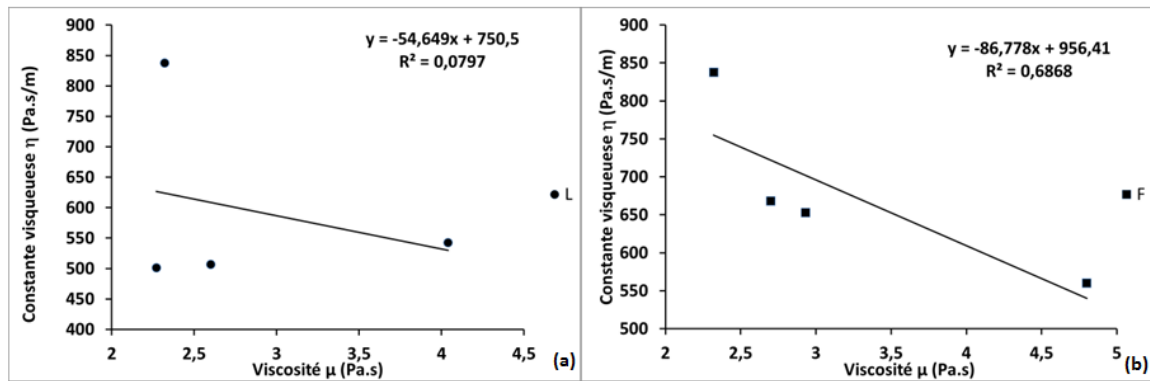 Constante visqueuese η (Pa.s/m)
900
850
800
750
700
650
600
550
500
450
400
y = -54,649x + 750,5
R² = 0,0797
L
2
2,5
3
3,5
4
4,5
Viscosité μ (Pa.s)
(a)
Constante visqueuese η (Pa.s/m)
900
850
800
750
700
650
600
550
500
y = -86,778x + 956,41
R² = 0,6868
F
2
2,5
3
3,5
4
4,5
5
Viscosité μ (Pa.s)
(b)